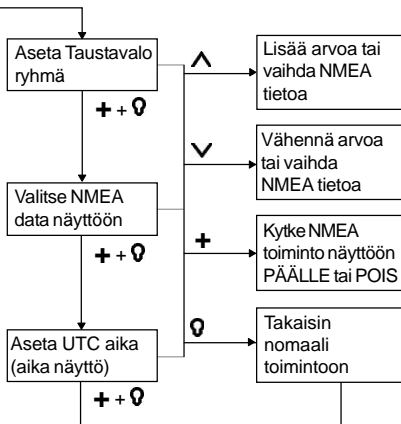 Aseta Taustavalo
ryhmä
+ +
Valitse NMEA
data näyttöön
+ +
Aseta UTC aika
(aika näyttö)
+ +
Lisää arvoa tai
vaihda NMEA
tietoa
Vähennä arvoa
tai vaihda
NMEA tietoa
+
Kytke NMEA
toiminto näyttöön
PÄÄLLE tai POIS
Takaisin
nomaali
toimintoon